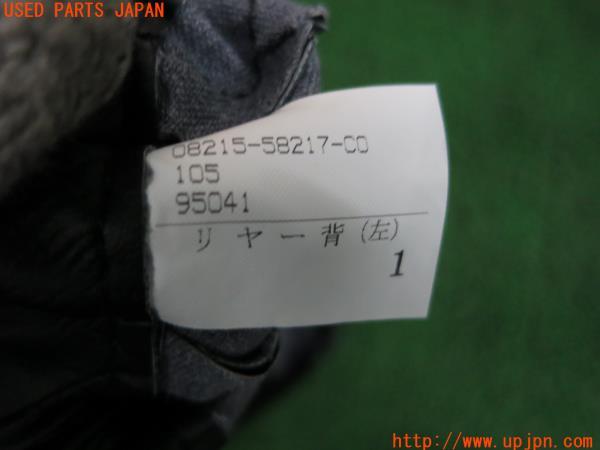 USED PARTS JAPAN
08215-58217-C0
105
95041
リヤー背(左)
1
http://www.upjpn.com